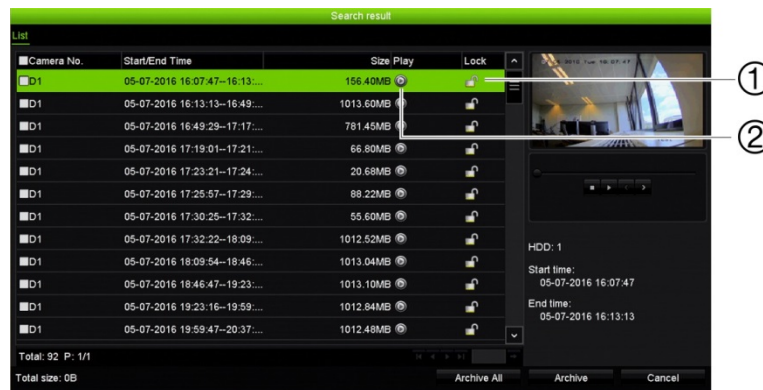 Search result
List
Camera No. Start/End Time Size Play Lock
D1 05-07-2016 16:07:47--16:13:... 156.40MB
D1 05-07-2016 16:13:13--16:49:... 1013.60MB
D1 05-07-2016 16:49:29--17:17:... 781.45MB
D1 05-07-2016 17:19:01--17:21:... 66.80MB
D1 05-07-2016 17:23:21--17:24:... 20.68MB
D1 05-07-2016 17:25:57--17:29:... 88.22MB
D1 05-07-2016 17:30:25--17:32:... 55.60MB
D1 05-07-2016 17:32:22--18:09:... 1012.52MB
D1 05-07-2016 18:09:54--18:46:... 1013.04MB
D1 05-07-2016 18:46:47--19:23:... 1013.10MB
D1 05-07-2016 19:23:16--19:59:... 1012.84MB
D1 05-07-2016 19:59:47--20:37:... 1012.48MB
Total: 92 P: 1/1
Total size: 0B
Archive All
Archive
Cancel
HDD: 1
Start time:
05-07-2016 16:07:47
End time:
05-07-2016 16:13:13
1
2